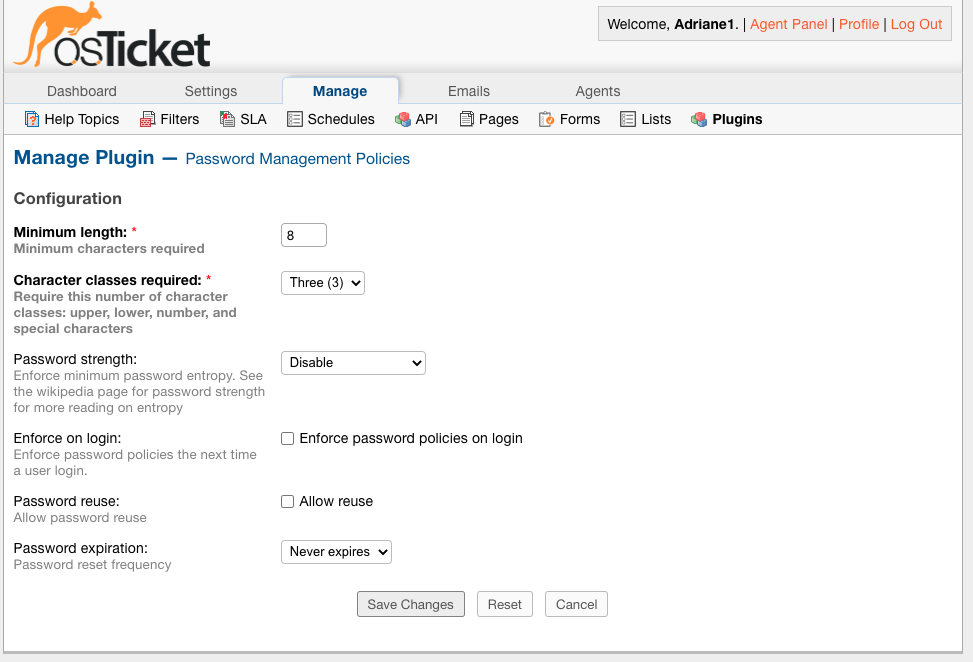 osTicket
Welcome, Adriane1. | Agent Panel | Profile | Log Out
Dashboard Settings Manage Emails Agents
Help Topics Filters SLA Schedules API Pages Forms Lists Plugins
Manage Plugin — Password Management Policies
Configuration
Minimum length: * 8
Minimum characters required
Character classes required: * Three (3)
Require this number of character
classes: upper, lower, number, and
special characters
Password strength: Disable
Enforce minimum password entropy. See
the wikipedia page for password strength
for more reading on entropy
Enforce on login: Enforce password policies on login
Enforce password policies the next time
a user login.
Password reuse: Allow reuse
Allow password reuse
Password expiration: Never expires
Password reset frequency
Save Changes Reset Cancel